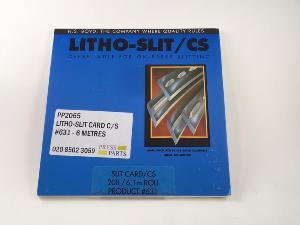 H.S. BOYD, THE COMPANY WHERE QUALITY RULES
LITHO-SLIT/CS
PP2065
LITHO-SLIT CARD C/S
#631 - 6 METRES
020 8502 3059
PRESS
PARTS
SLIT CARD/CS
20ft / 6.1m ROLL
PRODUCT #631